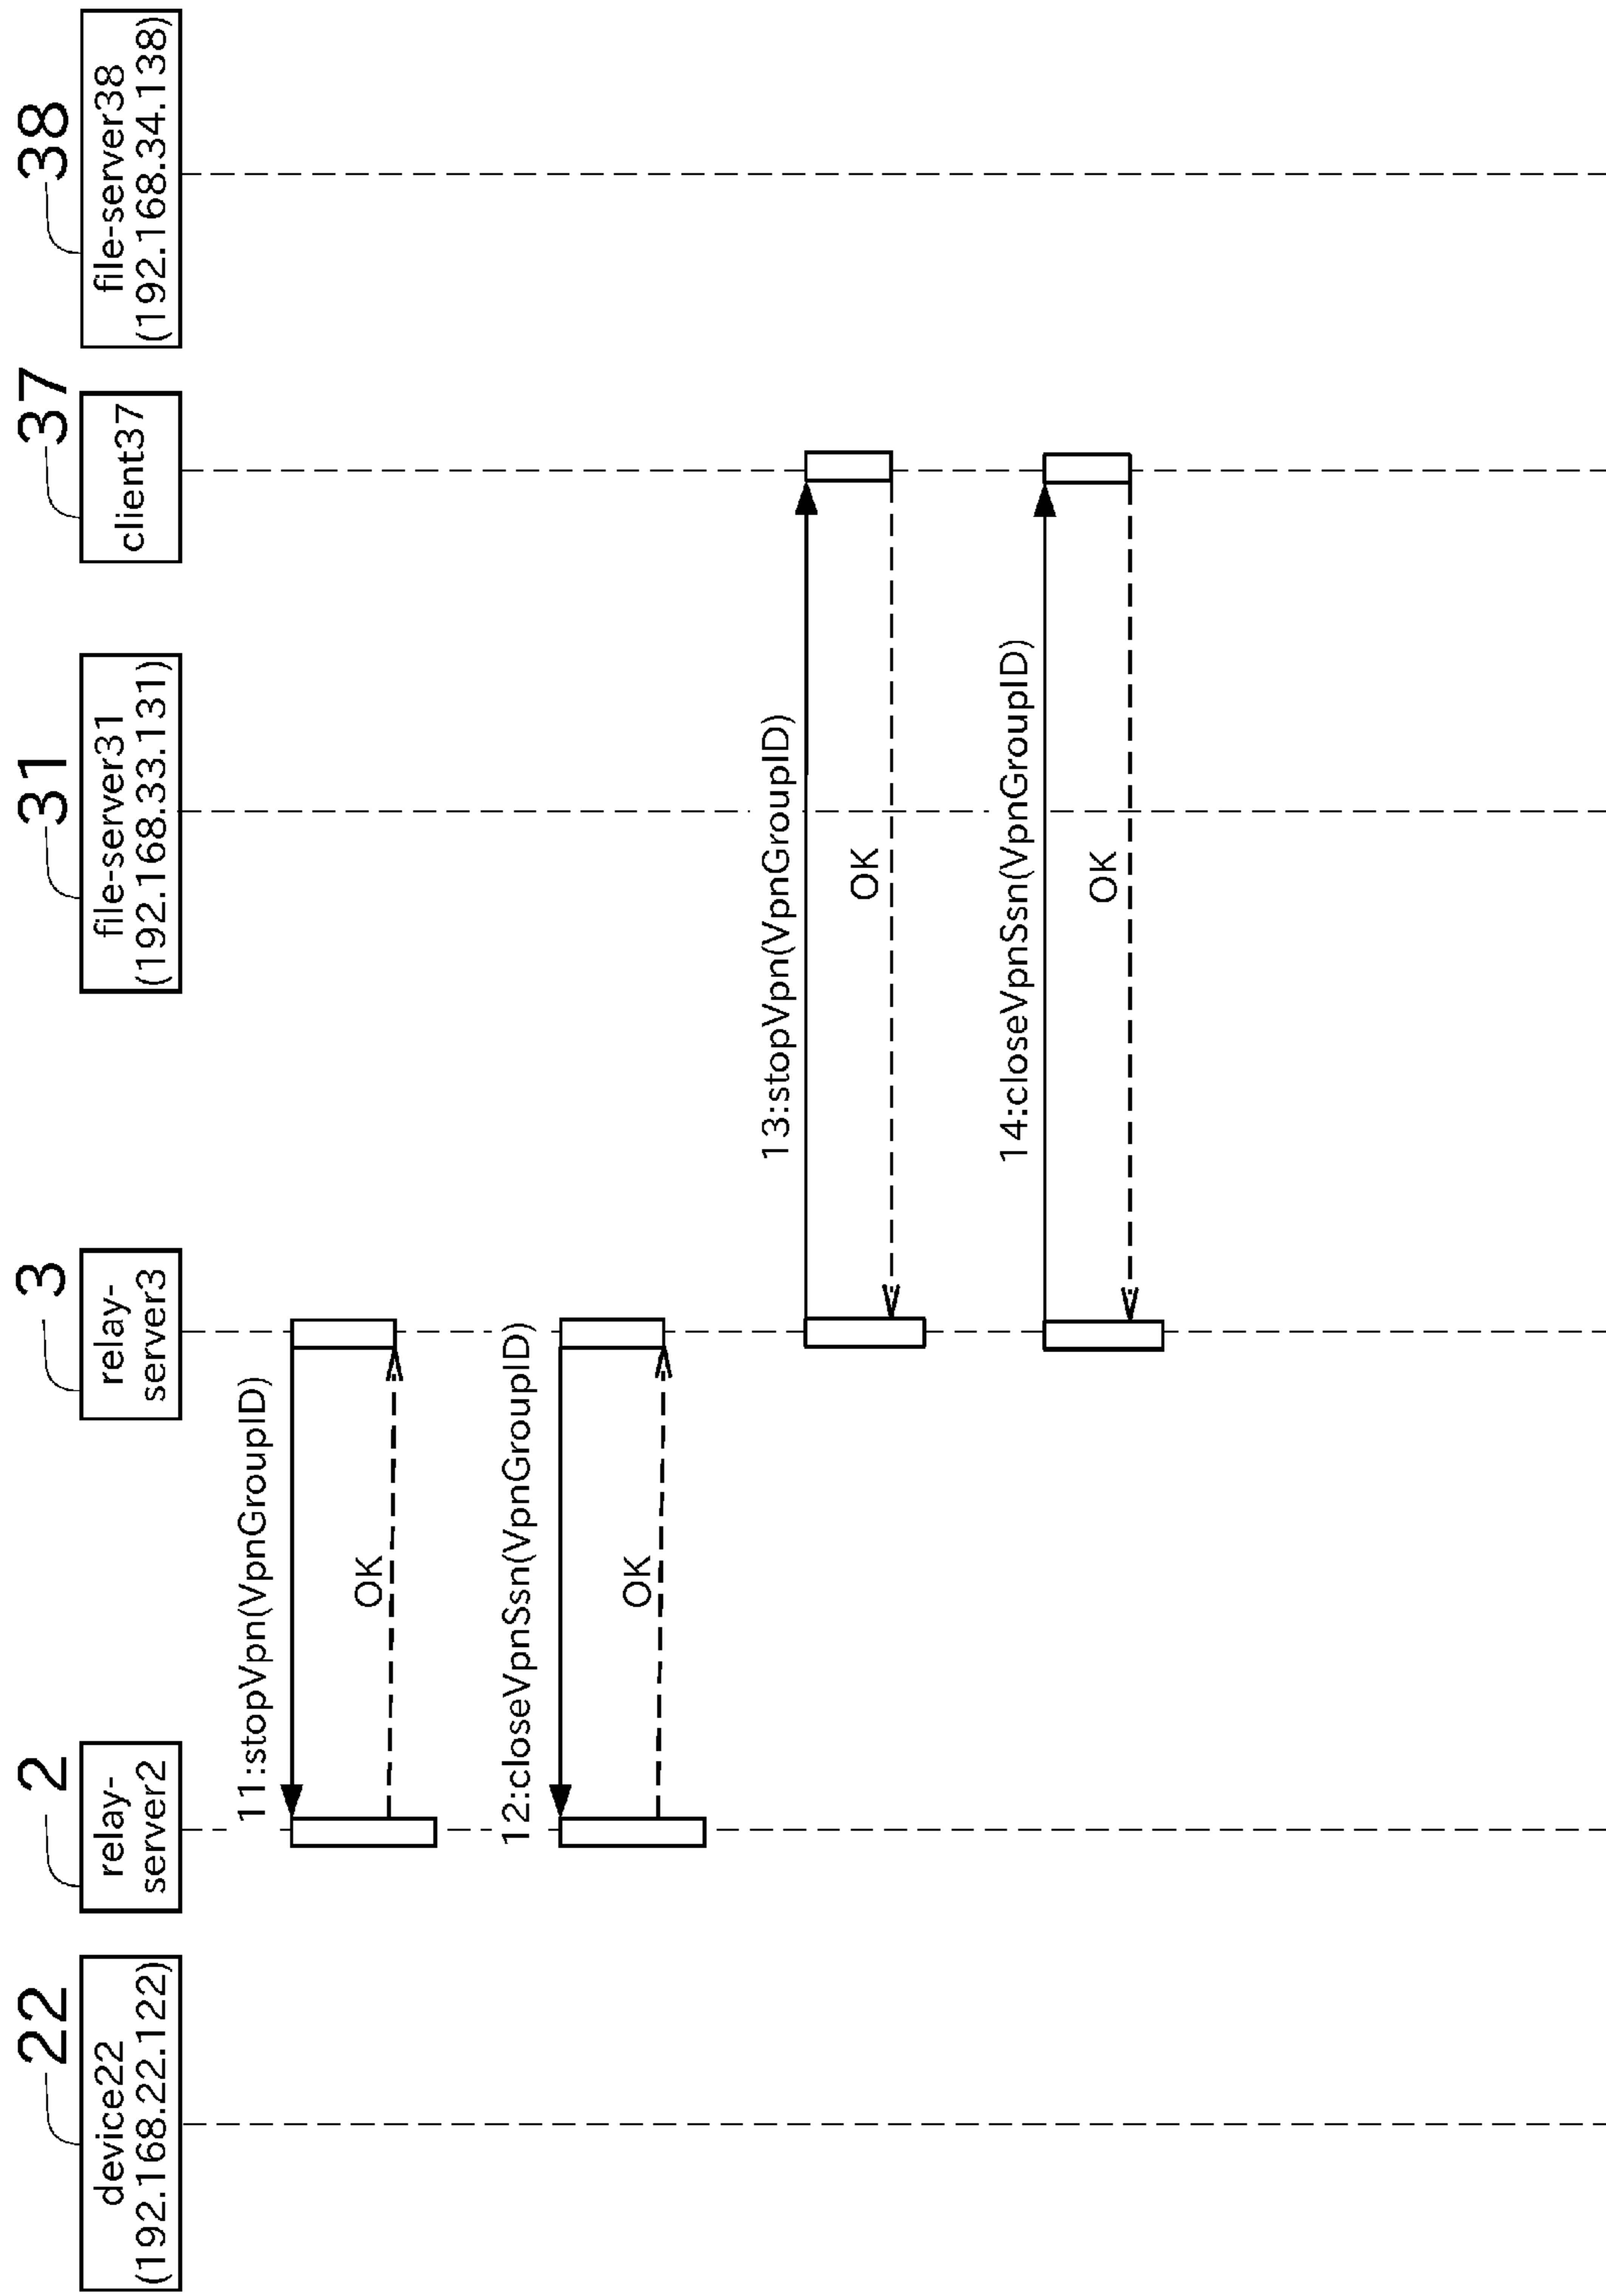 22
2
3
31
37
38
device22
(192.168.22.122)
relay-
server2
relay-
server3
file-server31
(192.168.33.131)
client37
file-server38
(192.168.34.138)
11:stopVpn(VpnGroupID)
OK
12:closeVpnSsn(VpnGroupID)
OK
13:stopVpn(VpnGroupID)
OK
14:closeVpnSsn(VpnGroupID)
OK